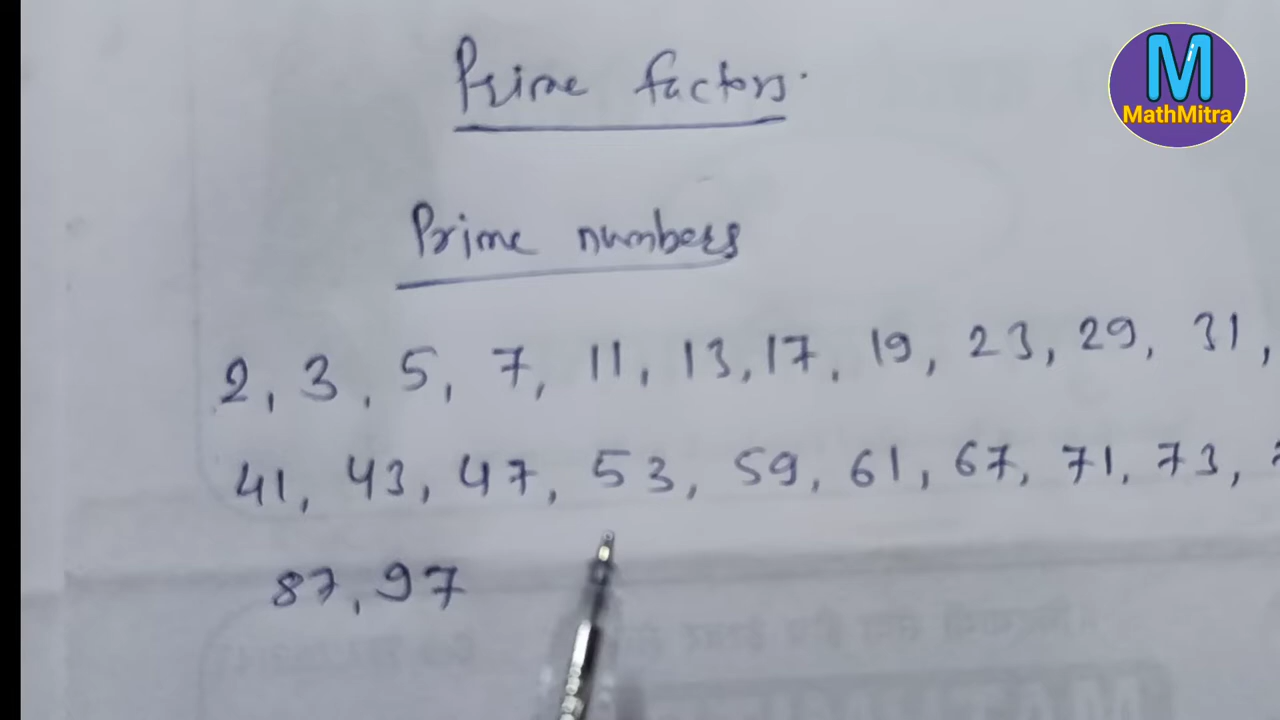 M
MathMitra
Prime factors.
Prime numbers
2, 3, 5, 7, 11, 13, 17, 19, 23, 29, 31,
41, 43, 47, 53, 59, 61, 67, 71, 73,
87, 97